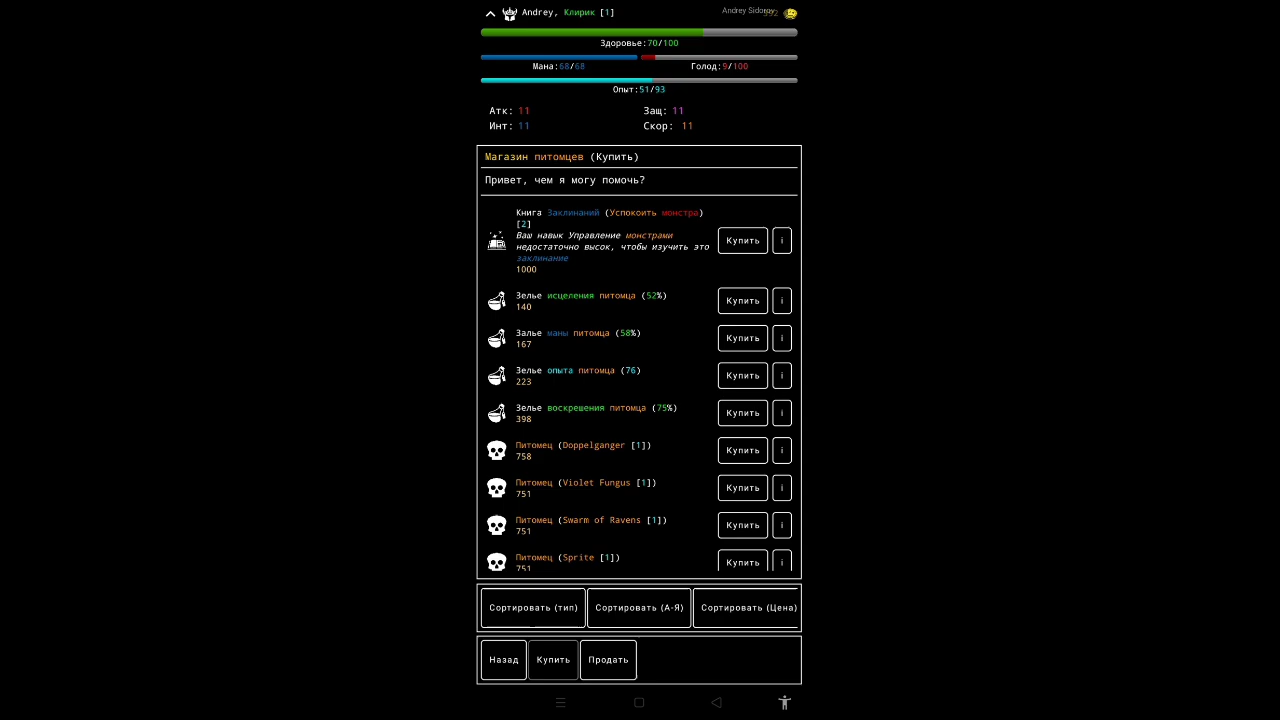 Andrey, Клирик [1]
Andrey Sidorov
Здоровье:70/100
Мана:68/68
Голод:9/100
Опыт:51/93
Атк: 11
Защ: 11
Инт: 11
Скор: 11
Магазин питомцев (Купить)
Привет, чем я могу помочь?
Книга Заклинаний (Успокоить монстра)
[2]
Ваш навык Управление монстрами
недостаточно высок, чтобы изучить это
заклинание
1000
Купить
i
Зелье исцеления питомца (52%)
140
Купить
i
Залье маны питомца (58%)
167
Купить
i
Зелье опыта питомца (76)
223
Купить
i
Зелье воскрешения питомца (75%)
398
Купить
i
Питомец (Doppelganger [1])
758
Купить
i
Питомец (Violet Fungus [1])
751
Купить
i
Питомец (Swarm of Ravens [1])
751
Купить
i
Питомец (Sprite [1])
751
Купить
i
Сортировать (тип)
Сортировать (А-Я)
Сортировать (Цена)
Назад
Купить
Продать